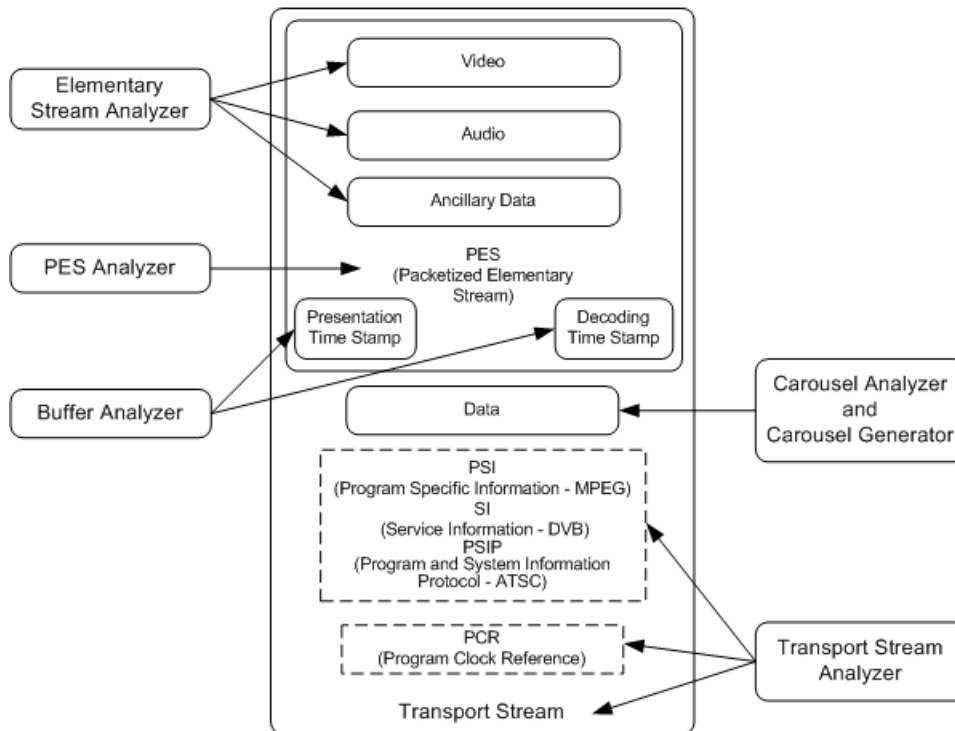 Video
Elementary
Stream Analyzer
Audio
Ancillary Data
PES
(Packetized Elementary
Stream)
PES Analyzer
Presentation
Time Stamp
Decoding
Time Stamp
Buffer Analyzer
Data
Carousel Analyzer
and
Carousel Generator
PSI
(Program Specific Information - MPEG)
SI
(Service Information - DVB)
PSIP
(Program and System Information
Protocol - ATSC)
PCR
(Program Clock Reference)
Transport Stream
Analyzer
Transport Stream